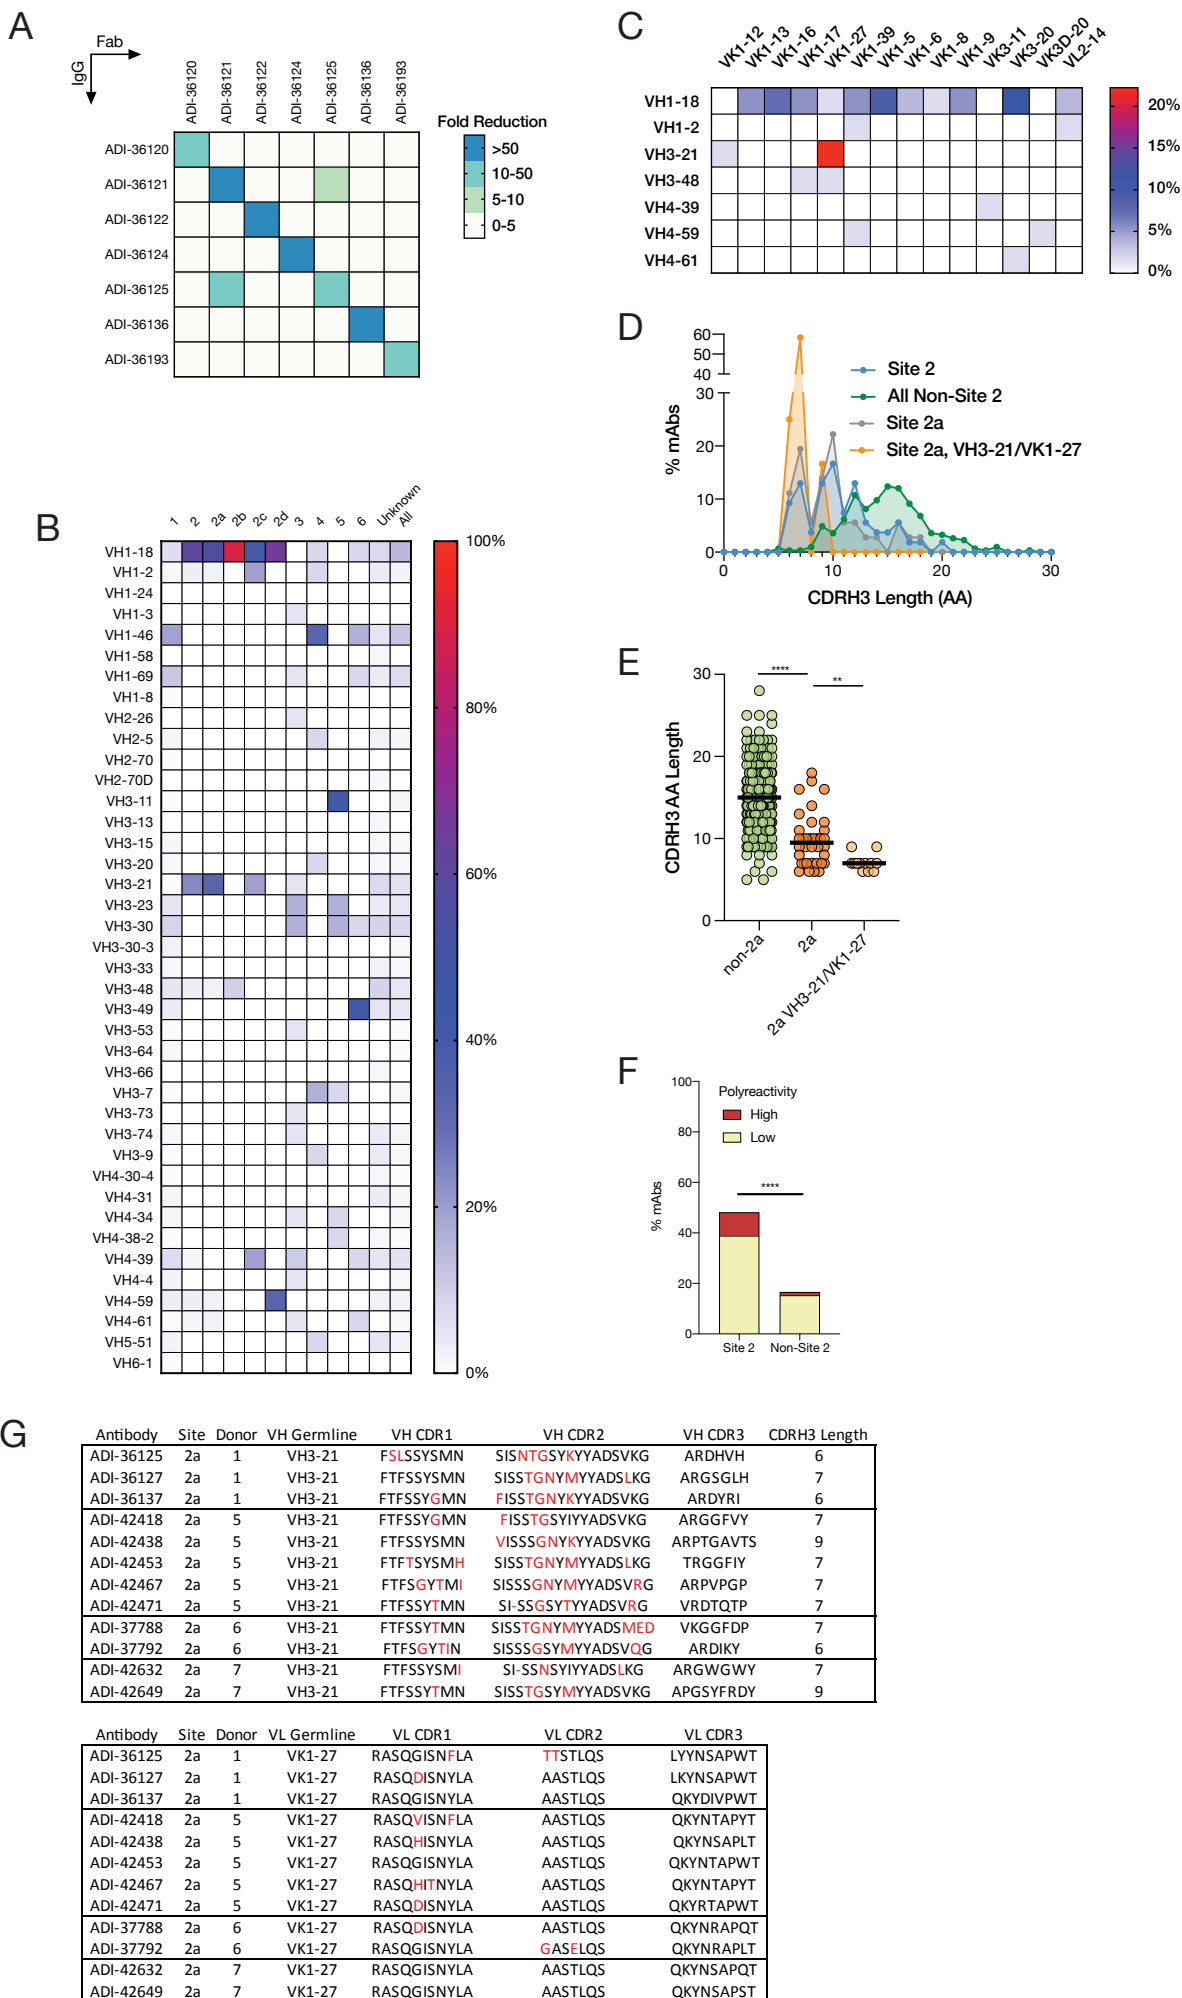 A
Fab
IgG
ADI-36120
ADI-36121
ADI-36122
ADI-36124
ADI-36125
ADI-36136
ADI-36193
ADI-36120
ADI-36121
ADI-36122
ADI-36124
ADI-36125
ADI-36136
ADI-36193
Fold Reduction
>50
10-50
5-10
0-5
B
1 2 2a 2b 2c 2d 3 4 5 6 Unknown All
VH1-18
VH1-2
VH1-24
VH1-3
VH1-46
VH1-58
VH1-69
VH1-8
VH2-26
VH2-5
VH2-70
VH2-70D
VH3-11
VH3-13
VH3-15
VH3-20
VH3-21
VH3-23
VH3-30
VH3-30-3
VH3-33
VH3-48
VH3-49
VH3-53
VH3-64
VH3-66
VH3-7
VH3-73
VH3-74
VH3-9
VH4-30-4
VH4-31
VH4-34
VH4-38-2
VH4-39
VH4-4
VH4-59
VH4-61
VH5-51
VH6-1
100%
80%
60%
40%
20%
0%
C
VK1-12
VK1-13
VK1-16
VK1-17
VK1-27
VK1-39
VK1-5
VK1-6
VK1-8
VK1-9
VK3-11
VK3-20
VK3D-20
VL2-14
VH1-18
VH1-2
VH3-21
VH3-48
VH4-39
VH4-59
VH4-61
20%
15%
10%
5%
0%
D
% mAbs
60
50
40
30
20
10
0
0 10 20 30
CDRH3 Length (AA)
Site 2
All Non-Site 2
Site 2a
Site 2a, VH3-21/VK1-27
E
CDRH3 AA Length
30
20
10
0
****
**
non-2a
2a
2a VH3-21/VK1-27
F
% mAbs
100
80
60
40
20
0
Polyreactivity
High
Low
****
Site 2 Non-Site 2
G
Antibody Site Donor VH Germline VH CDR1 VH CDR2 VH CDR3 CDRH3 Length
ADI-36125 2a 1 VH3-21 FSLSSYSMN SISNTGSYKYYADSVKG ARDHVH 6
ADI-36127 2a 1 VH3-21 FTFSSYSMN SISSTGNYMYYADSLKG ARGSGLH 7
ADI-36137 2a 1 VH3-21 FTFSSYGMN FISSTGNYKYYADSVKG ARDYRI 6
ADI-42418 2a 5 VH3-21 FTFSSYGMN FISSTGSYIYYADSVKG ARGGFVY 7
ADI-42438 2a 5 VH3-21 FTFSSYSMN VISSSGNYKYYADSVKG ARPTGAVTS 9
ADI-42453 2a 5 VH3-21 FTFTSYSMH SISSTGNYMYYADSLKG TRGGFIY 7
ADI-42467 2a 5 VH3-21 FTFSGYTMI SISSSGNYMYYADSVRG ARPVPGP 7
ADI-42471 2a 5 VH3-21 FTFSSYTMN SI-SSGSYTYYADSVRG VRDTQTP 7
ADI-37788 2a 6 VH3-21 FTFSSYTMN SISSTGNYMYYADSMED VKGGFDP 7
ADI-37792 2a 6 VH3-21 FTFSGYTIN SISSSGSYMYYADSVQG ARDIKY 6
ADI-42632 2a 7 VH3-21 FTFSSYSMI SI-SSNSYIYYADSLKG ARGWGWY 7
ADI-42649 2a 7 VH3-21 FTFSSYTMN SISSTGSYMYYADSVKG APGSYFRDY 9
Antibody Site Donor VL Germline VL CDR1 VL CDR2 VL CDR3
ADI-36125 2a 1 VK1-27 RASQGISNFLA TTSTLQS LYYNSAPWT
ADI-36127 2a 1 VK1-27 RASQDISNYLA AASTLQS LKYNSAPWT
ADI-36137 2a 1 VK1-27 RASQGISNYLA AASTLQS QKYDIVPWT
ADI-42418 2a 5 VK1-27 RASQVISNFLA AASTLQS QKYNTAPYT
ADI-42438 2a 5 VK1-27 RASQHISNYLA AASTLQS QKYNSAPLT
ADI-42453 2a 5 VK1-27 RASQGISNYLA AASTLQS QKYNTAPWT
ADI-42467 2a 5 VK1-27 RASQHITNYLA AASTLQS QKYNTAPYT
ADI-42471 2a 5 VK1-27 RASQDISNYLA AASTLQS QKYRTAPWT
ADI-37788 2a 6 VK1-27 RASQDISNYLA AASTLQS QKYNRAPQT
ADI-37792 2a 6 VK1-27 RASQGISNYLA GASELQS QKYNRAPLT
ADI-42632 2a 7 VK1-27 RASQGISNYLA AASTLQS QKYNSAPQT
ADI-42649 2a 7 VK1-27 RASQGISNYLA AASTLQS QKYNSAPST